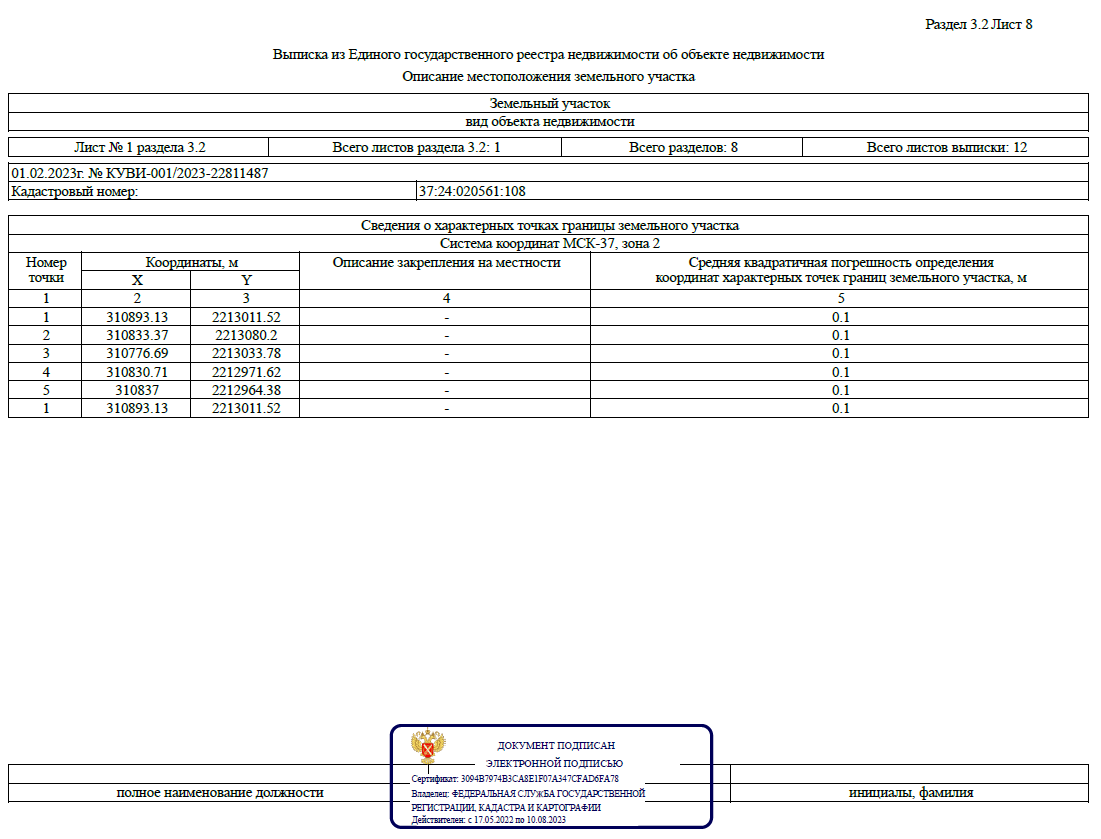 Раздел 3.2 Лист 8
Выписка из Единого государственного реестра недвижимости об объекте недвижимости
Описание местоположения земельного участка
Земельный участок
вид объекта недвижимости
Лист № 1 раздела 3.2 Всего листов раздела 3.2: 1 Всего разделов: 8 Всего листов выписки: 12
01.02.2023г. № КУВИ-001/2023-22811487
Кадастровый номер: 37:24:020561:108
Сведения о характерных точках границы земельного участка
Система координат МСК-37, зона 2
Номер точки Координаты, м Описание закрепления на местности Средняя квадратичная погрешность определения координат характерных точек границ земельного участка, м
X Y
1 2 3 4 5
1 310893.13 2213011.52 - 0.1
2 310833.37 2213080.2 - 0.1
3 310776.69 2213033.78 - 0.1
4 310830.71 2212971.62 - 0.1
5 310837 2212964.38 - 0.1
1 310893.13 2213011.52 - 0.1
ДОКУМЕНТ ПОДПИСАН
ЭЛЕКТРОННОЙ ПОДПИСЬЮ
Сертификат: 3094B7974B3CA8E1F07A347CFAD6FA78
Владелец: ФЕДЕРАЛЬНАЯ СЛУЖБА ГОСУДАРСТВЕННОЙ
РЕГИСТРАЦИИ, КАДАСТРА И КАРТОГРАФИИ
Действителен: с 17.05.2022 по 10.08.2023
полное наименование должности инициалы, фамилия